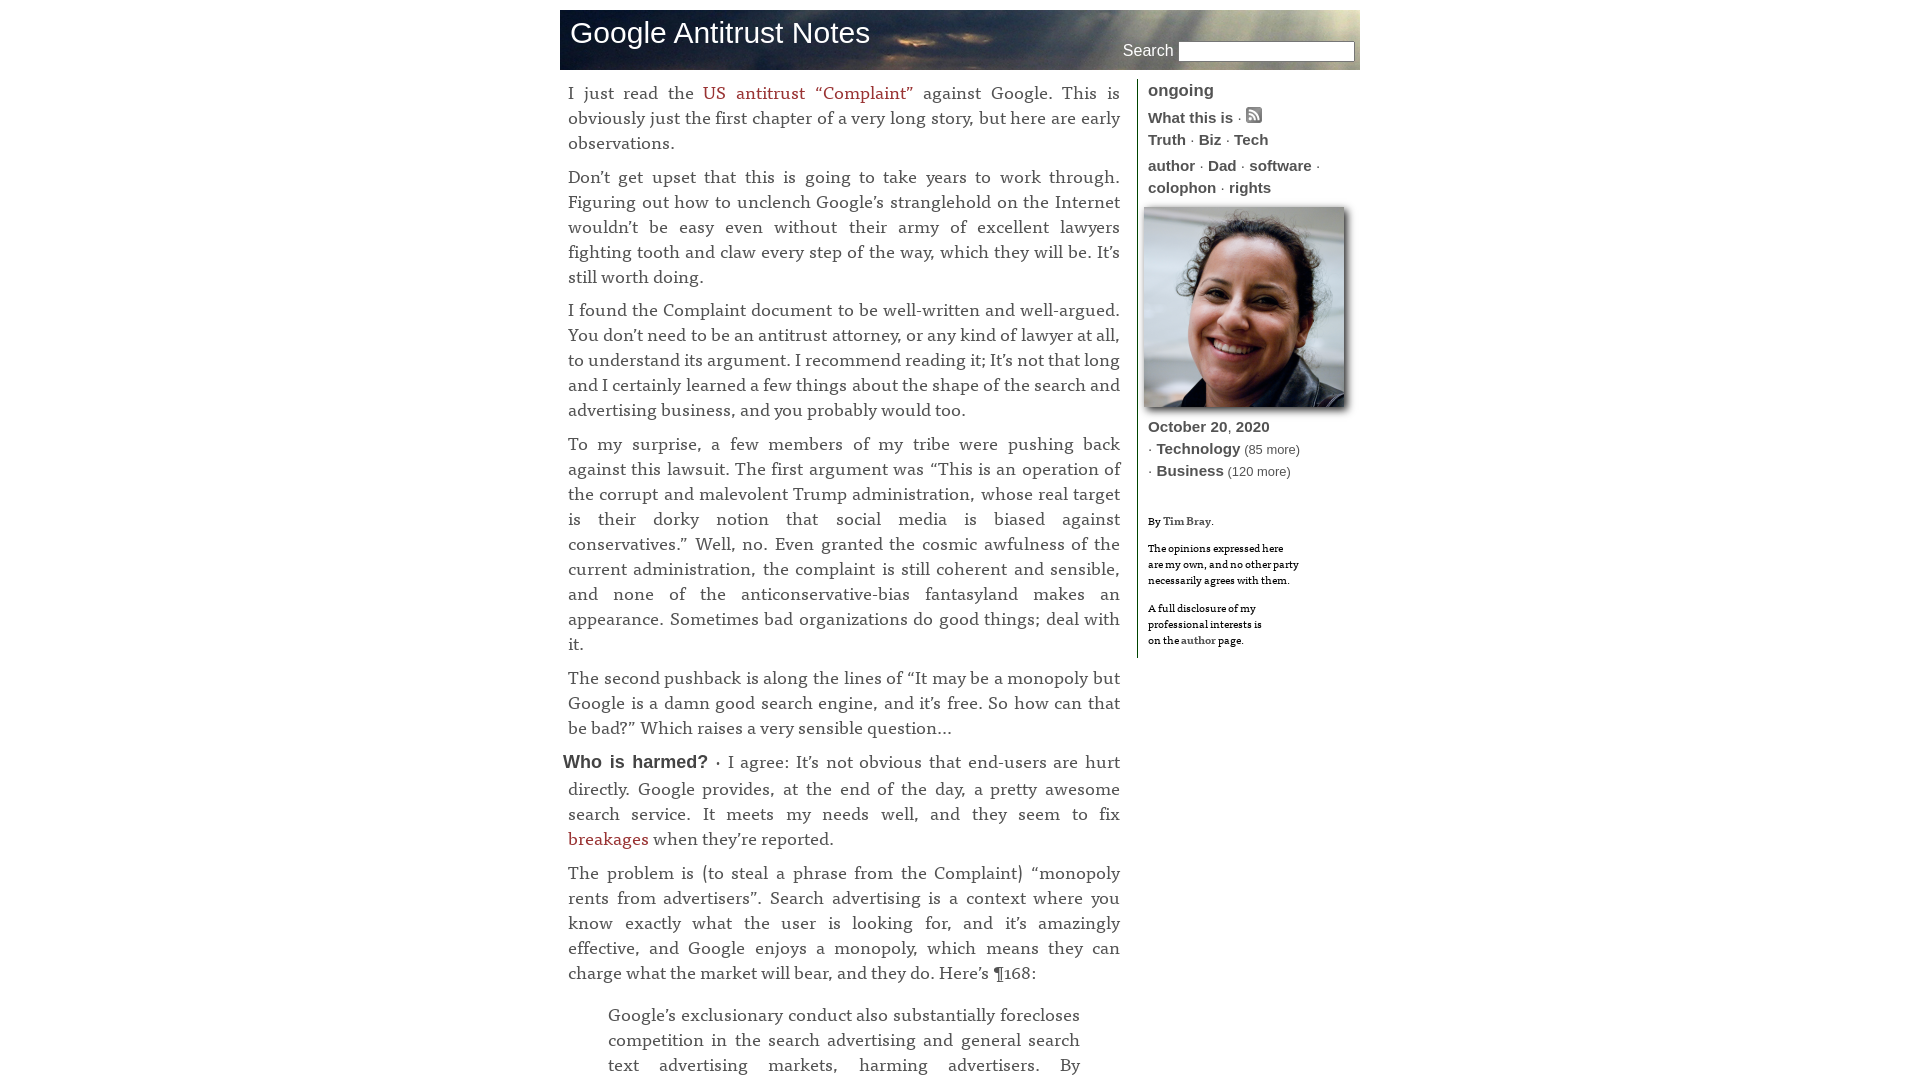 Google Antitrust Notes
Search
I just read the US antitrust “Complaint” against Google. This is
obviously just the first chapter of a very long story, but here are early
observations.
Don’t get upset that this is going to take years to work through.
Figuring out how to unclench Google’s stranglehold on the Internet
wouldn’t be easy even without their army of excellent lawyers
fighting tooth and claw every step of the way, which they will be. It’s
still worth doing.
I found the Complaint document to be well-written and well-argued.
You don’t need to be an antitrust attorney, or any kind of lawyer at all,
to understand its argument. I recommend reading it; It’s not that long
and I certainly learned a few things about the shape of the search and
advertising business, and you probably would too.
To my surprise, a few members of my tribe were pushing back
against this lawsuit. The first argument was “This is an operation of
the corrupt and malevolent Trump administration, whose real target
is their dorky notion that social media is biased against
conservatives.” Well, no. Even granted the cosmic awfulness of the
current administration, the complaint is still coherent and sensible,
and none of the anticonservative-bias fantasyland makes an
appearance. Sometimes bad organizations do good things; deal with
it.
The second pushback is along the lines of “It may be a monopoly but
Google is a damn good search engine, and it’s free. So how can that
be bad?” Which raises a very sensible question…
Who is harmed? · I agree: It’s not obvious that end-users are hurt
directly. Google provides, at the end of the day, a pretty awesome
search service. It meets my needs well, and they seem to fix
breakages when they’re reported.
The problem is (to steal a phrase from the Complaint) “monopoly
rents from advertisers”. Search advertising is a context where you
know exactly what the user is looking for, and it’s amazingly
effective, and Google enjoys a monopoly, which means they can
charge what the market will bear, and they do. Here’s ¶168:
Google’s exclusionary conduct also substantially forecloses
competition in the search advertising and general search
text advertising markets, harming advertisers. By
ongoing
What this is ·
Truth · Biz · Tech
author · Dad · software ·
colophon · rights
October 20, 2020
· Technology (85 more)
· Business (120 more)
By Tim Bray.
The opinions expressed here
are my own, and no other party
necessarily agrees with them.
A full disclosure of my
professional interests is
on the author page.